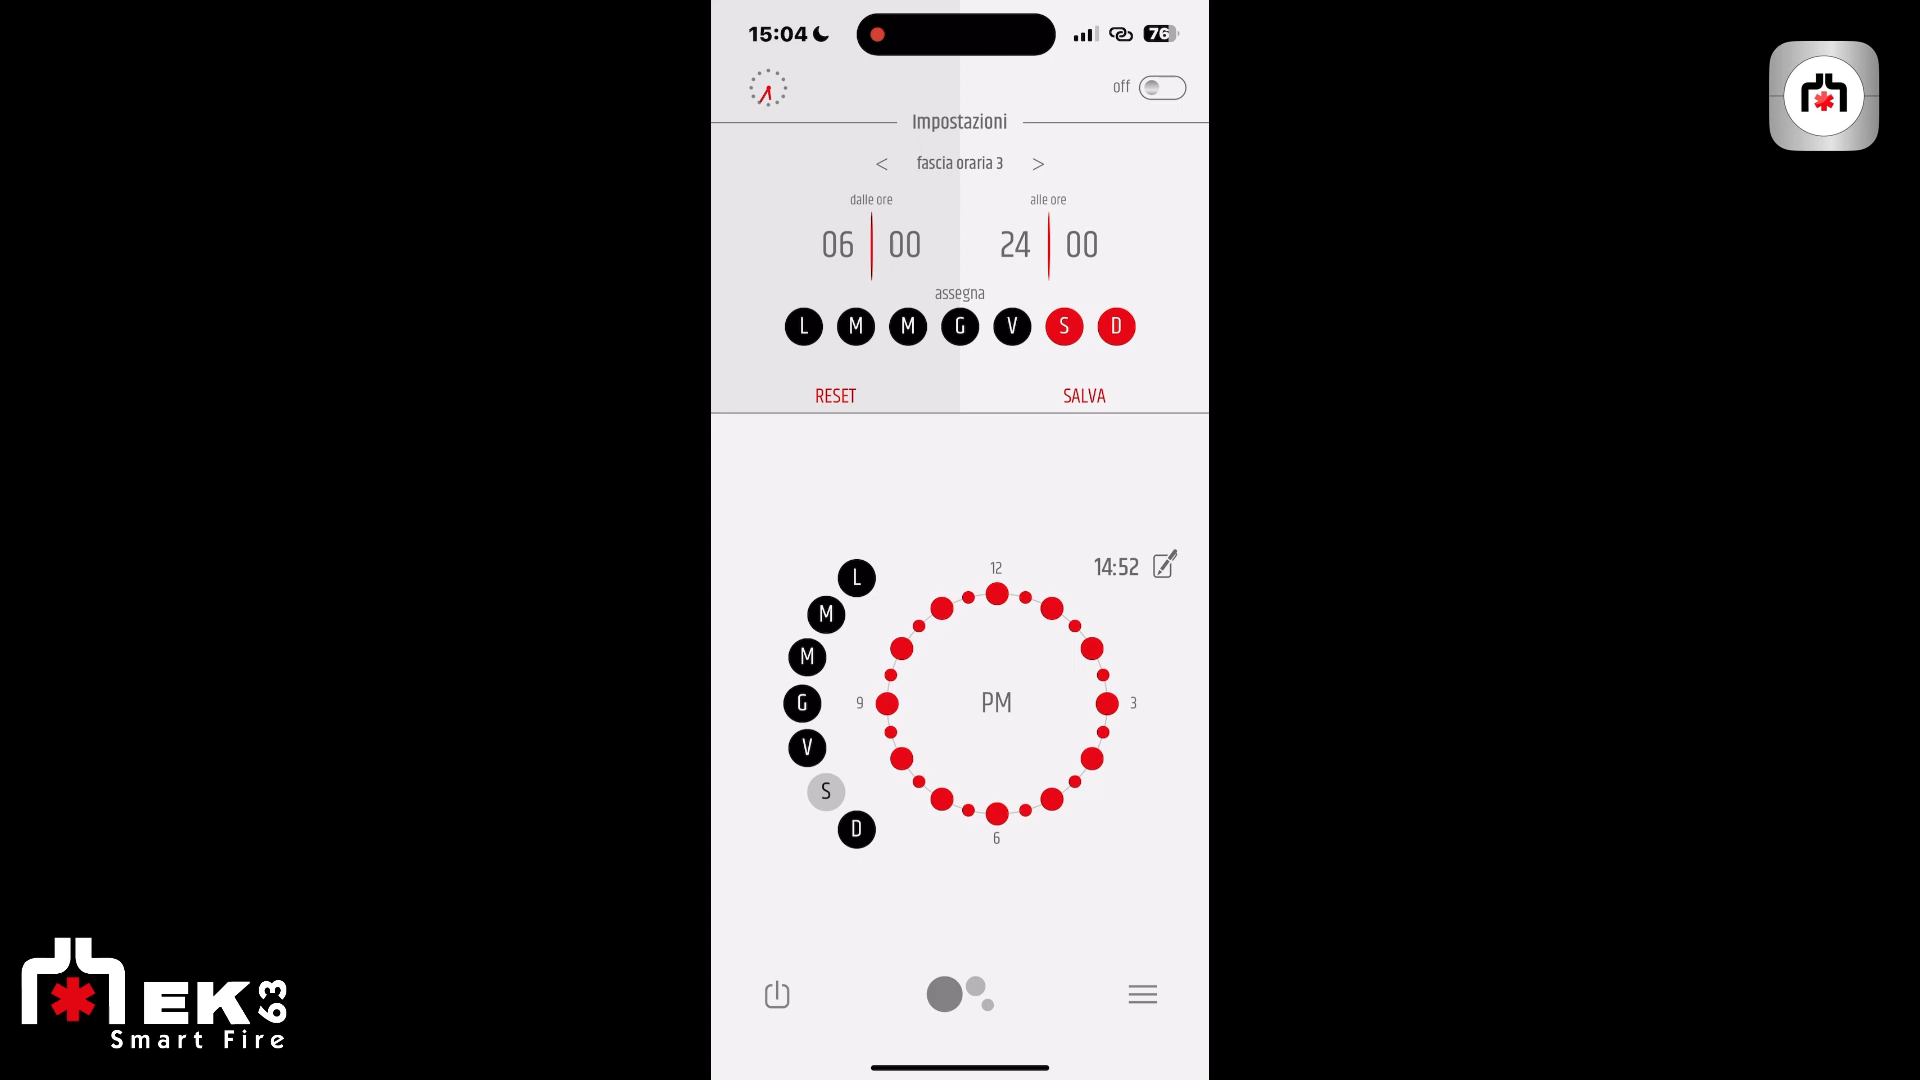 15:04
76
off
Impostazioni
< fascia oraria 3 >
dalle ore
alle ore
06 00
24 00
assegna
L M M G V S D
RESET
SALVA
14:52
12
3
6
9
PM
L
M
M
G
V
S
D
EK63
Smart Fire